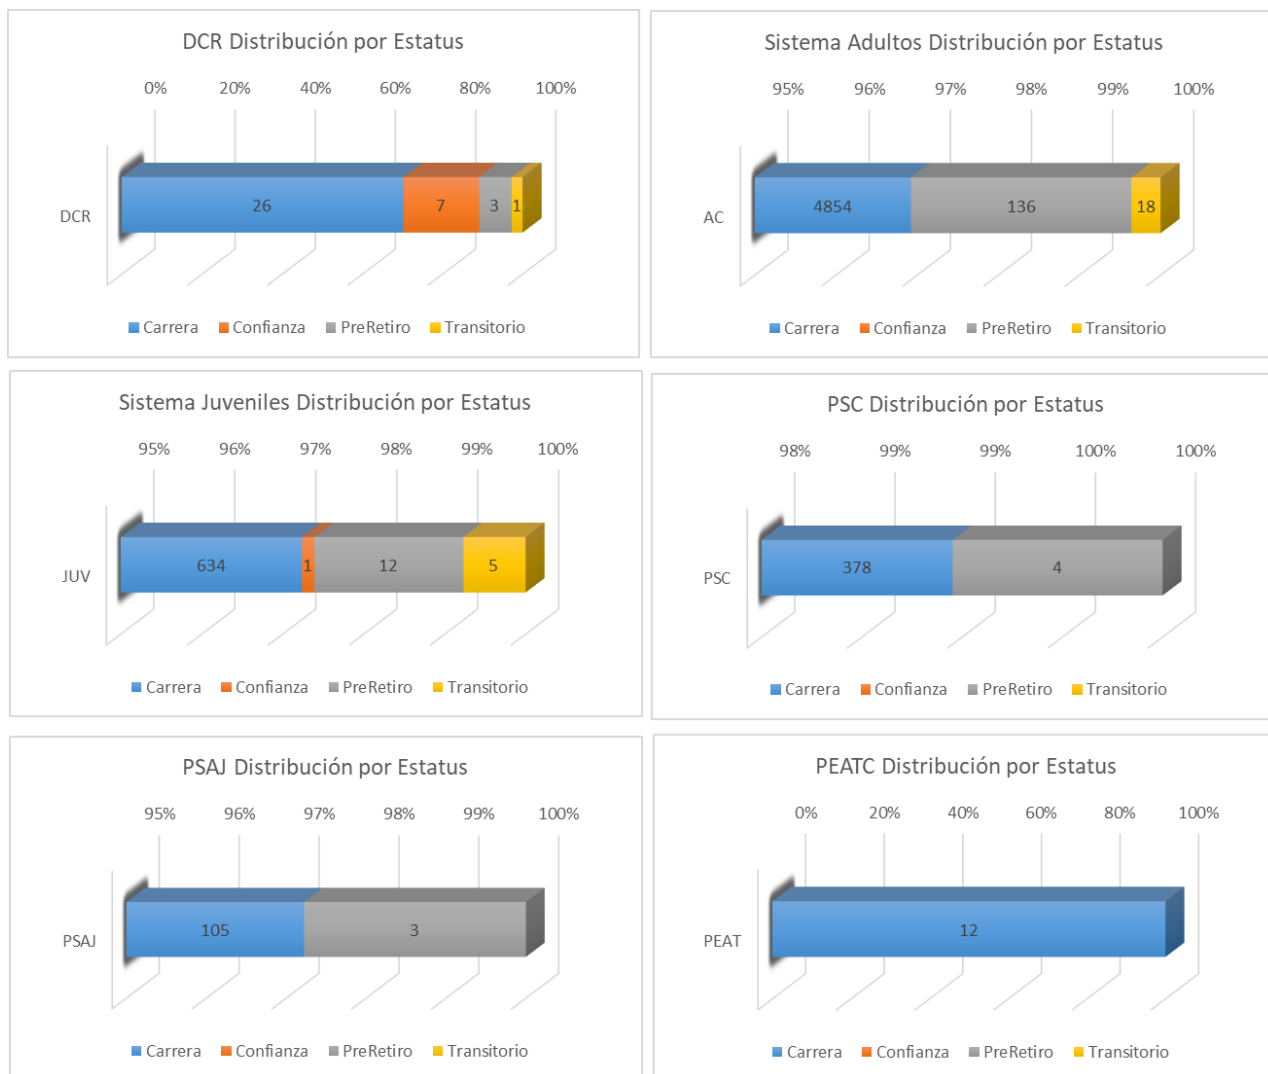 DCR Distribución por Estatus
0% 20% 40% 60% 80% 100%
DCR 26 7 3 1
Carrera Confianza PreRetiro Transitorio
Sistema Adultos Distribución por Estatus
95% 96% 97% 98% 99% 100%
AC 4854 136 18
Carrera Confianza PreRetiro Transitorio
Sistema Juveniles Distribución por Estatus
95% 96% 97% 98% 99% 100%
JUV 634 1 12 5
Carrera Confianza PreRetiro Transitorio
PSC Distribución por Estatus
98% 99% 99% 100% 100%
PSC 378 4
Carrera Confianza PreRetiro Transitorio
PSAJ Distribución por Estatus
95% 96% 97% 98% 99% 100%
PSAJ 105 3
Carrera Confianza PreRetiro Transitorio
PEATC Distribución por Estatus
0% 20% 40% 60% 80% 100%
PEAT 12
Carrera Confianza PreRetiro Transitorio